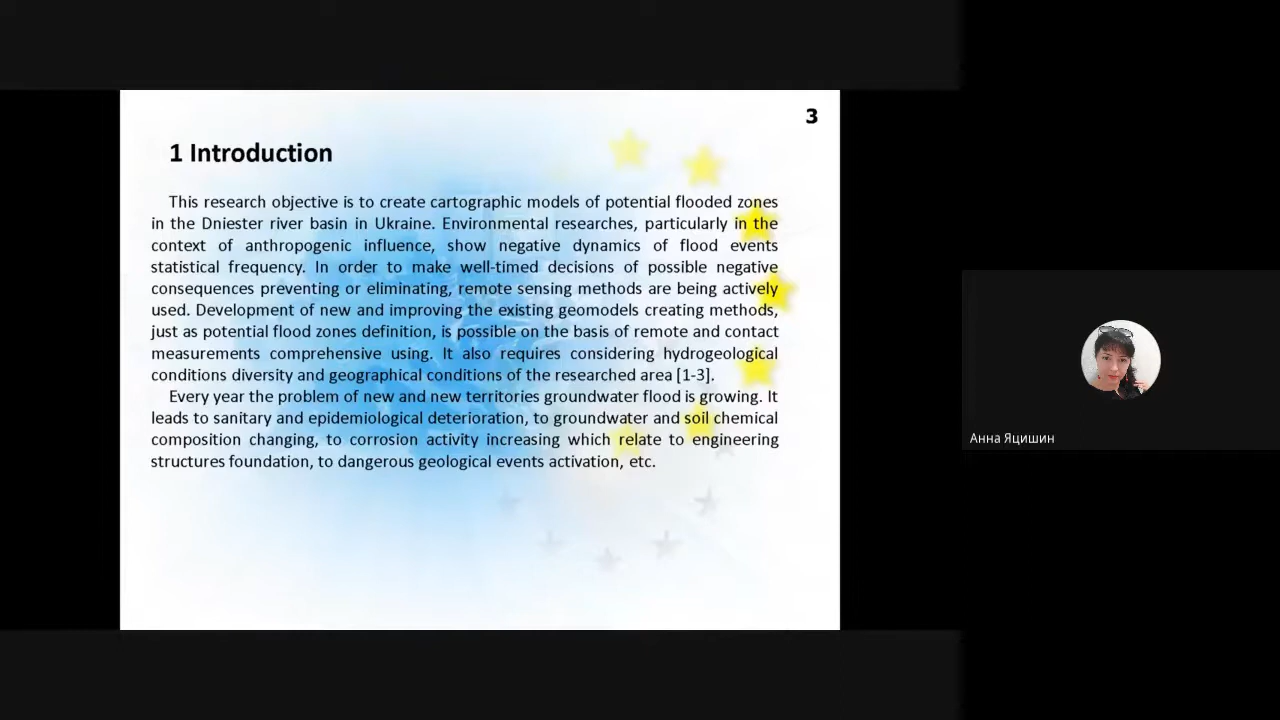 3
1 Introduction
This research objective is to create cartographic models of potential flooded zones
in the Dniester river basin in Ukraine. Environmental researches, particularly in the
context of anthropogenic influence, show negative dynamics of flood events
statistical frequency. In order to make well-timed decisions of possible negative
consequences preventing or eliminating, remote sensing methods are being actively
used. Development of new and improving the existing geomodels creating methods,
just as potential flood zones definition, is possible on the basis of remote and contact
measurements comprehensive using. It also requires considering hydrogeological
conditions diversity and geographical conditions of the researched area [1-3].
Every year the problem of new and new territories groundwater flood is growing. It
leads to sanitary and epidemiological deterioration, to groundwater and soil chemical
composition changing, to corrosion activity increasing which relate to engineering
structures foundation, to dangerous geological events activation, etc.
Анна Яцишин